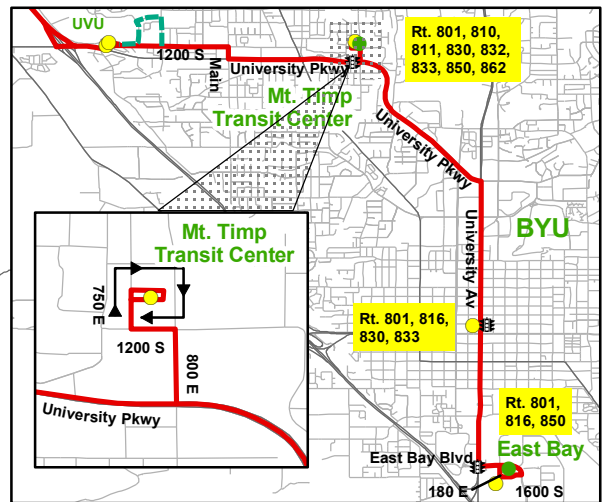 UVU
1200 S
Main
University Pkwy
Rt. 801, 810,
811, 830, 832,
833, 850, 862
Mt. Timp
Transit Center
University Pkwy
University Av
BYU
Mt. Timp
Transit Center
750 E
1200 S
800 E
University Pkwy
Rt. 801, 816,
830, 833
Rt. 801,
816, 850
East Bay Blvd
East Bay
180 E
1600 S